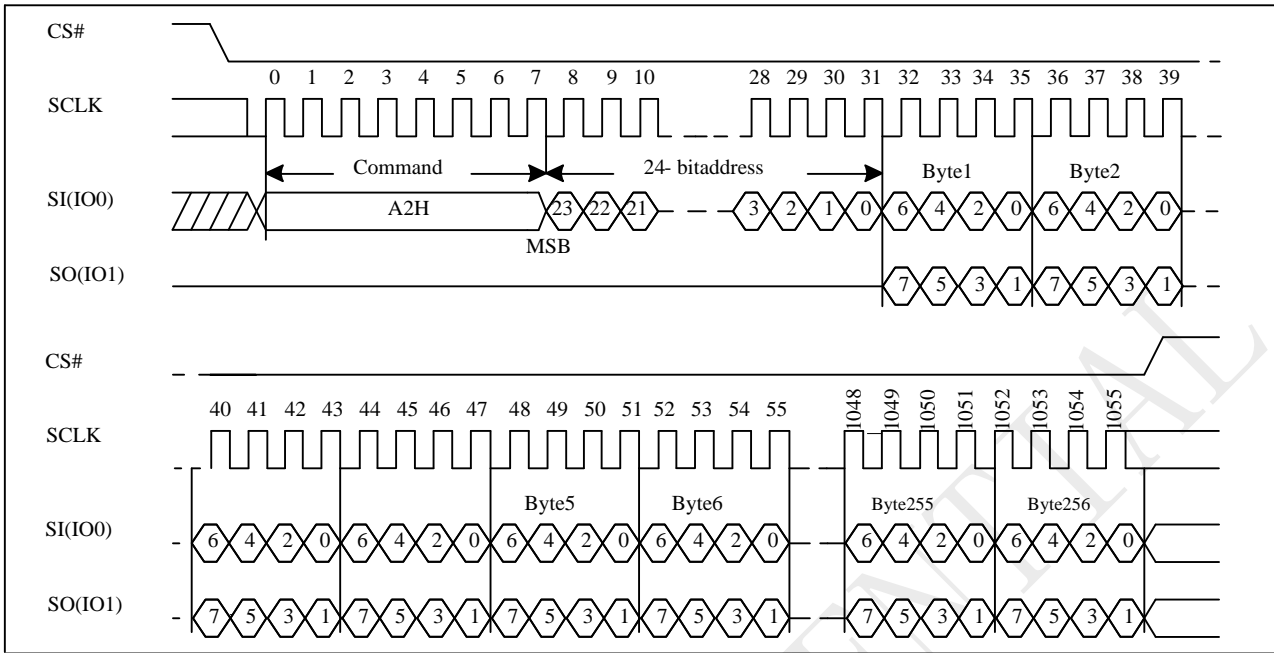 CS#
0 1 2 3 4 5 6 7 8 9 10 28 29 30 31 32 33 34 35 36 37 38 39
SCLK
Command 24- bitaddress Byte1 Byte2
SI(IO0) A2H 23 22 21 3 2 1 0 6 4 2 0 6 4 2 0
MSB
SO(IO1) 7 5 3 1 7 5 3 1
CS#
40 41 42 43 44 45 46 47 48 49 50 51 52 53 54 55 1048 1049 1050 1051 1052 1053 1054 1055
SCLK
Byte5 Byte6 Byte255 Byte256
SI(IO0) 6 4 2 0 6 4 2 0 6 4 2 0 6 4 2 0 6 4 2 0 6 4 2 0
SO(IO1) 7 5 3 1 7 5 3 1 7 5 3 1 7 5 3 1 7 5 3 1 7 5 3 1